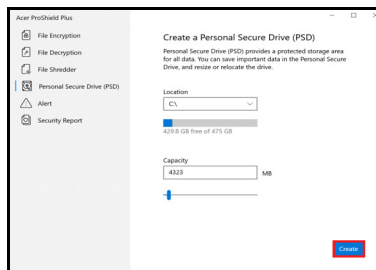 Acer ProShield Plus
File Encryption
File Decryption
File Shredder
Personal Secure Drive (PSD)
Alert
Security Report
Create a Personal Secure Drive (PSD)
Personal Secure Drive (PSD) provides a protected storage area
for all data. You can save important data in the Personal Secure
Drive, and resize or relocate the drive.
Location
C:\
429.8 GB free of 475 GB
Capacity
4323 MB
Create